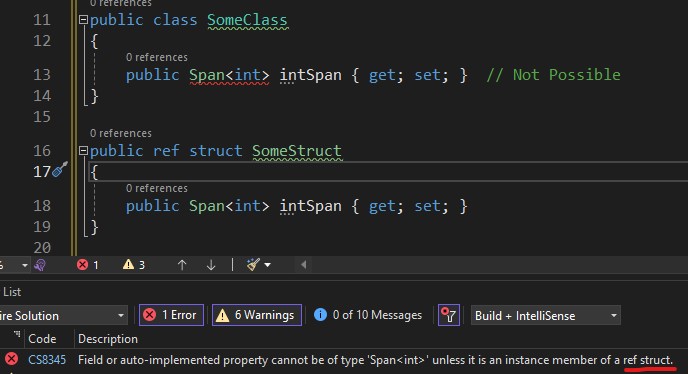 0 references
11 public class SomeClass
12 {
0 references
13 public Span<int> intSpan { get; set; } // Not Possible
14 }
15
0 references
16 public ref struct SomeStruct
17 {
0 references
18 public Span<int> intSpan { get; set; }
19 }
20
% 1 3
List
ire Solution 1 Error 6 Warnings 0 of 10 Messages Build + IntelliSense
Code Description
CS8345 Field or auto-implemented property cannot be of type 'Span<int>' unless it is an instance member of a ref struct.